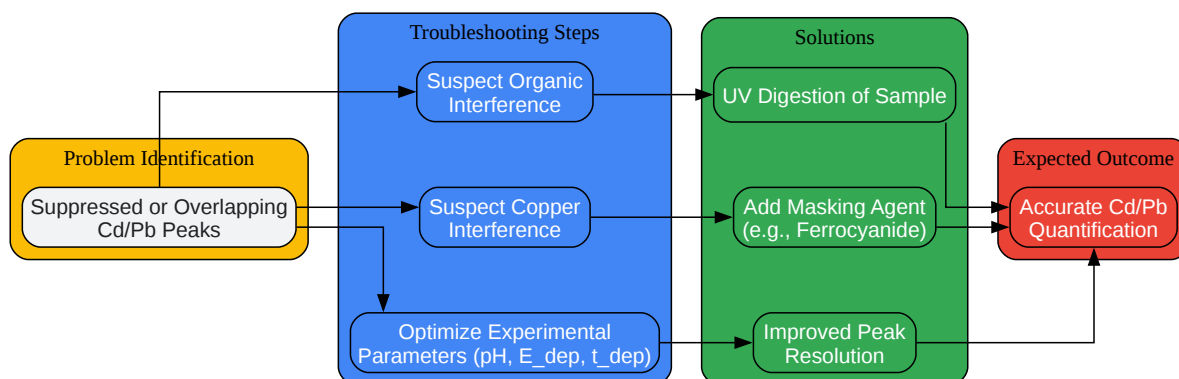 Problem Identification
Suppressed or Overlapping
Cd/Pb Peaks
Troubleshooting Steps
Suspect Organic
Interference
Suspect Copper
Interference
Optimize Experimental
Parameters (pH, E_dep, t_dep)
Solutions
UV Digestion of Sample
Add Masking Agent
(e.g., Ferrocyanide)
Improved Peak
Resolution
Expected Outcome
Accurate Cd/Pb
Quantification